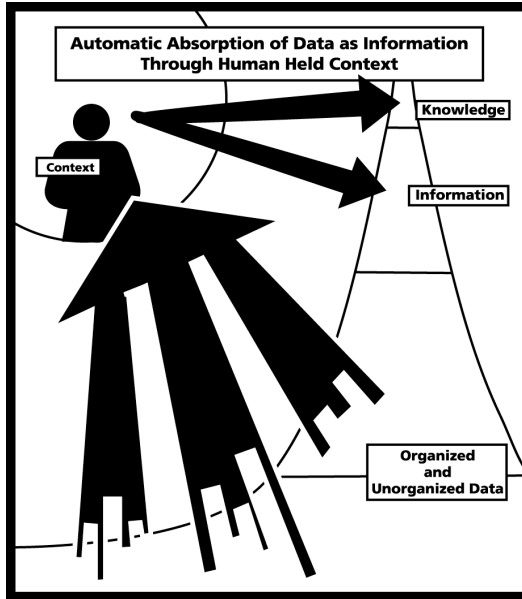 Automatic Absorption of Data as Information
Through Human Held Context
Knowledge
Context
Information
Organized
and
Unorganized Data